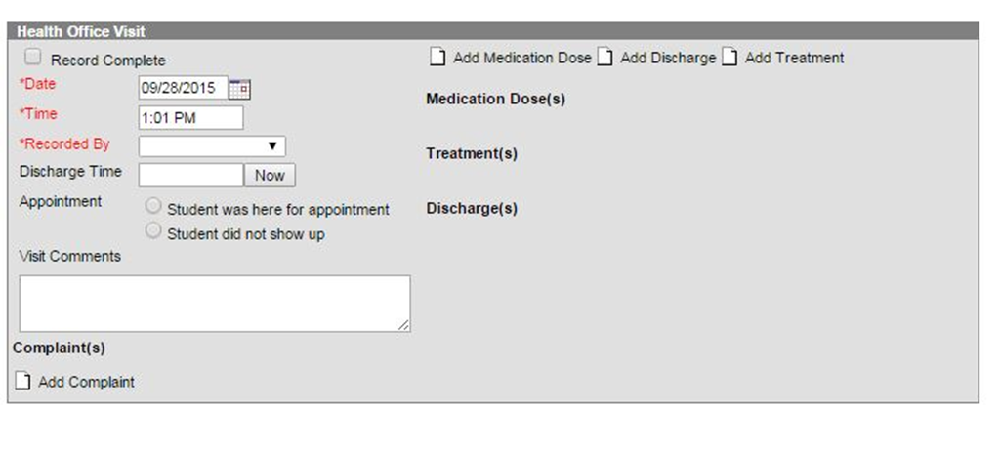 Health Office Visit
Record Complete
*Date 09/28/2015
*Time 1:01 PM
*Recorded By
Discharge Time Now
Appointment
Student was here for appointment
Student did not show up
Visit Comments
Complaint(s)
Add Complaint
Add Medication Dose Add Discharge Add Treatment
Medication Dose(s)
Treatment(s)
Discharge(s)